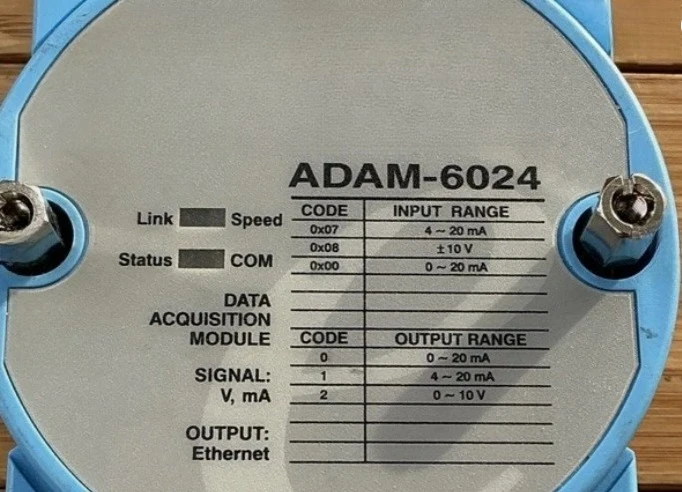 ADAM-6024
CODE INPUT RANGE
Link Speed
0x07 4 ~ 20 mA
0x08 ±10 V
Status COM
0x00 0 ~ 20 mA
DATA
ACQUISITION
MODULE
CODE OUTPUT RANGE
0 0 ~ 20 mA
SIGNAL:
1 4 ~ 20 mA
V, mA
2 0 ~ 10 V
OUTPUT:
Ethernet